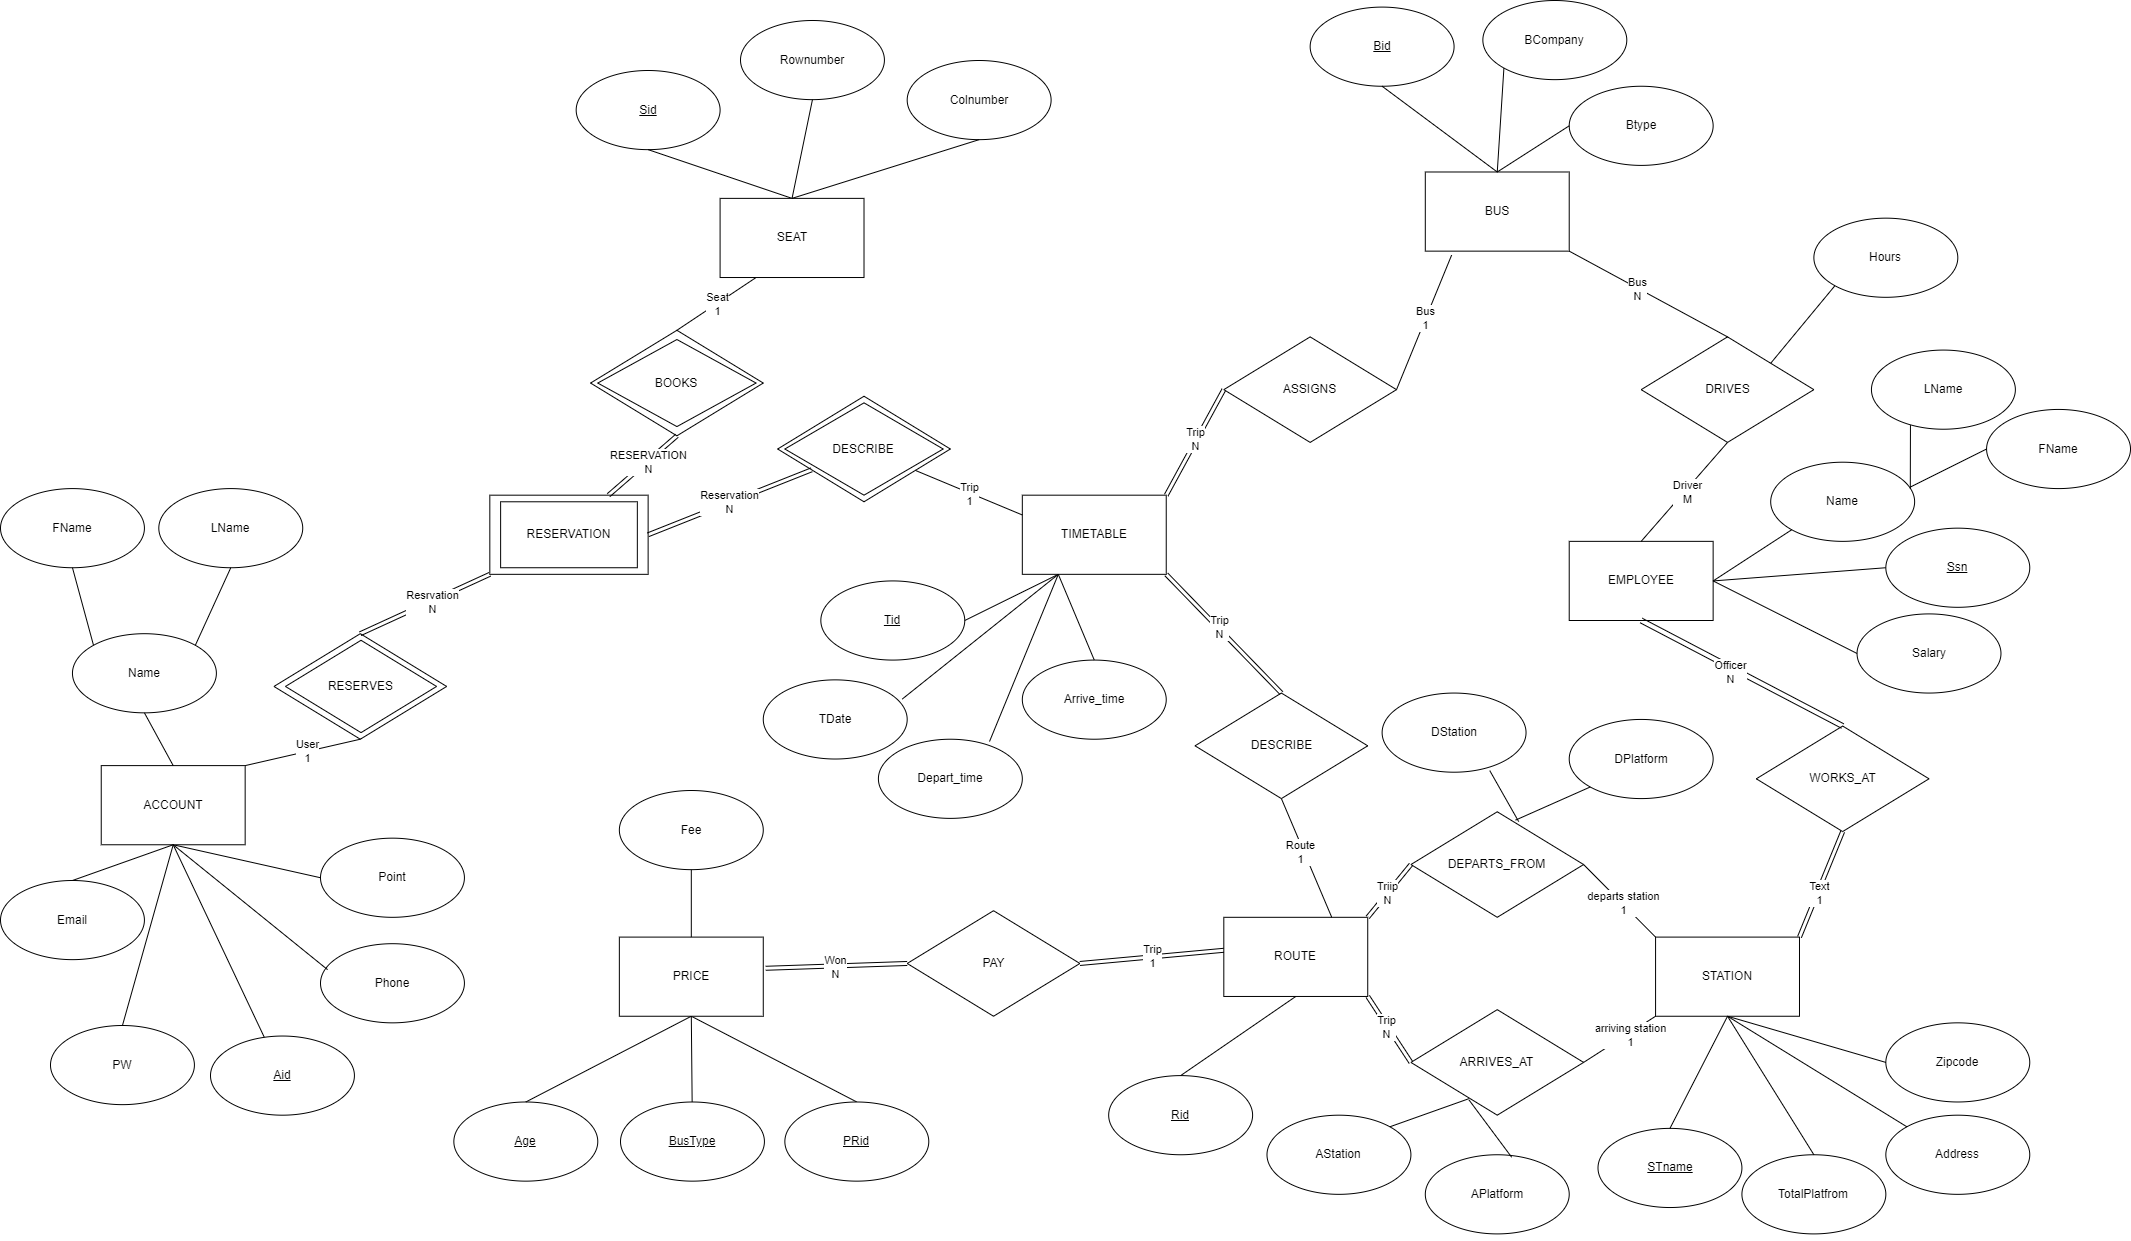 Bid
BCompany
Rownumber
Colnumber
Sid
Btype
BUS
SEAT
Hours
Bus
N
Seat
1
Bus
1
BOOKS
ASSIGNS
DRIVES
LName
Trip
N
DESCRIBE
FName
RESERVATION
N
Trip
1
Driver
M
Name
Reservation
N
FName
LName
RESERVATION
TIMETABLE
Ssn
EMPLOYEE
Resrvation
N
Tid
Trip
N
Salary
Officer
N
Name
RESERVES
Arrive_time
TDate
DStation
User
1
DESCRIBE
DPlatform
Depart_time
WORKS_AT
ACCOUNT
Fee
Route
1
DEPARTS_FROM
Point
Triip
N
Text
1
departs station
1
Email
Trip
1
ROUTE
Won
N
PAY
PRICE
STATION
Phone
Trip
N
arriving station
1
PW
Aid
ARRIVES_AT
Zipcode
Rid
Age
BusType
PRid
AStation
Address
STname
APlatform
TotalPlatfrom